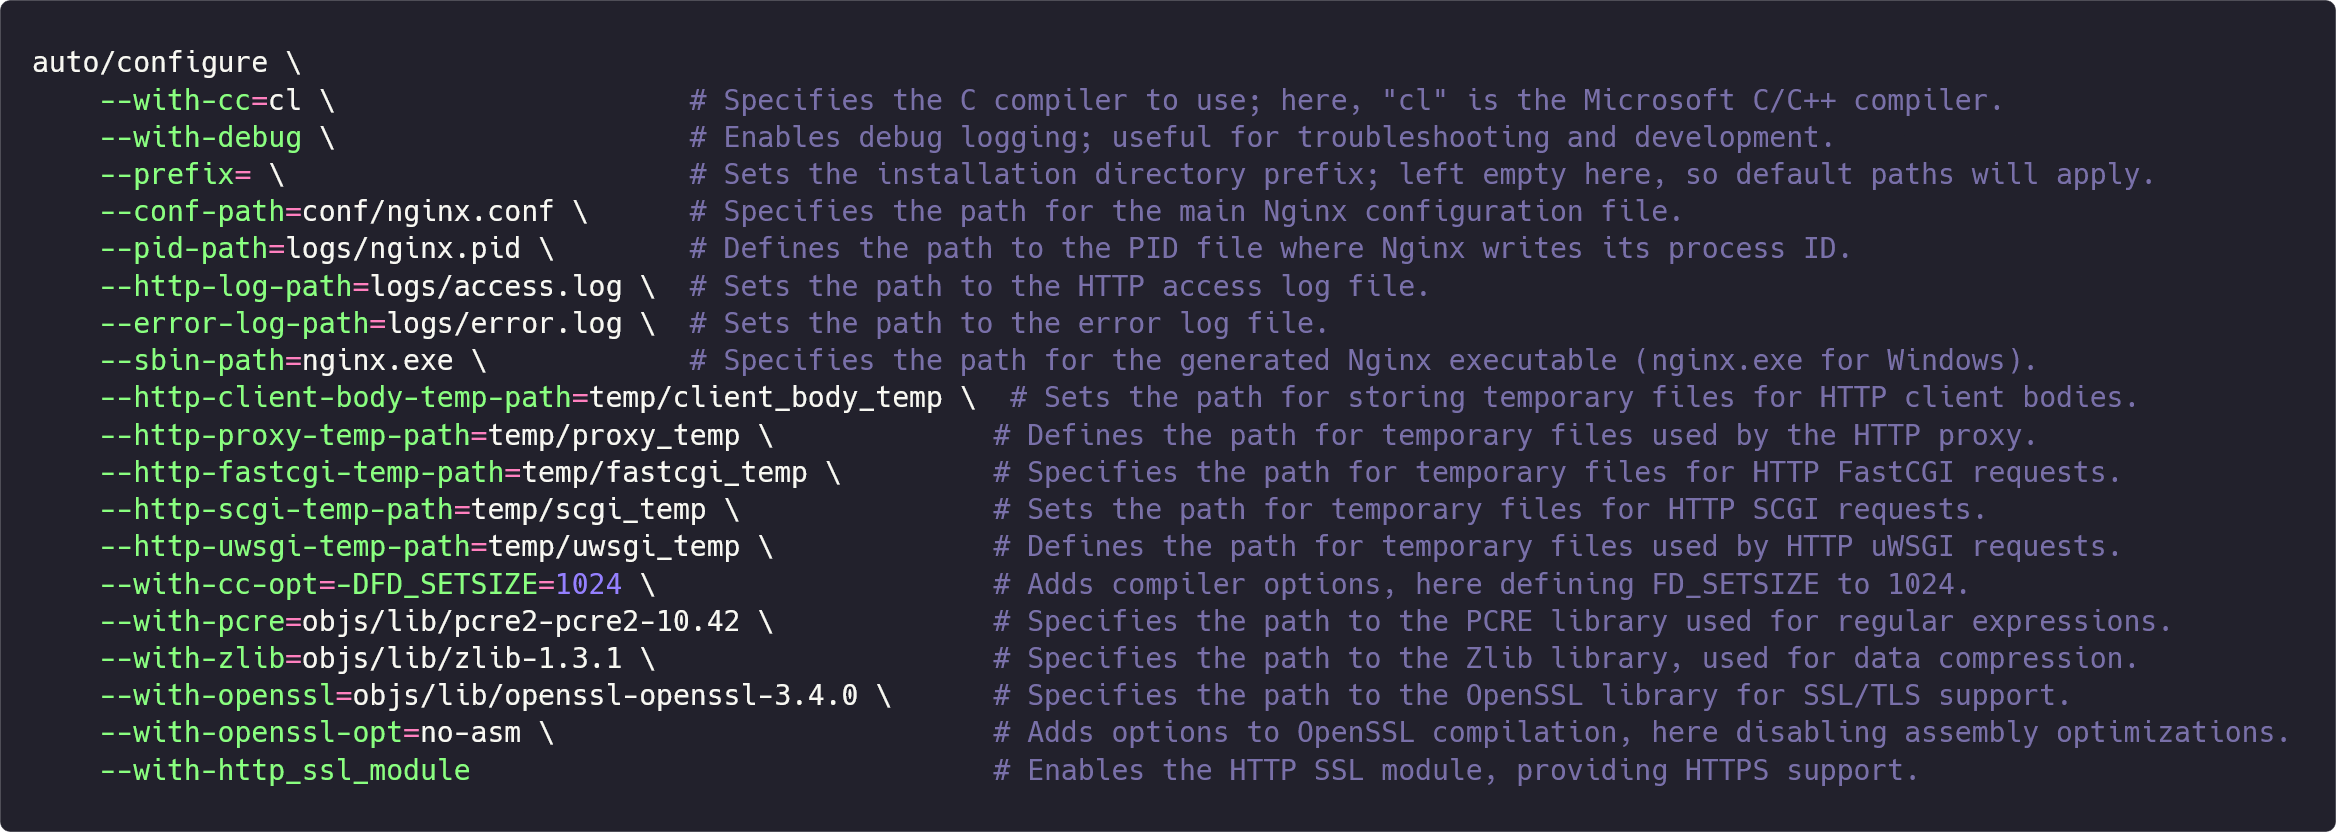 auto/configure \
    --with-cc=cl \                     # Specifies the C compiler to use; here, "cl" is the Microsoft C/C++ compiler.
    --with-debug \                     # Enables debug logging; useful for troubleshooting and development.
    --prefix= \                        # Sets the installation directory prefix; left empty here, so default paths will apply.
    --conf-path=conf/nginx.conf \      # Specifies the path for the main Nginx configuration file.
    --pid-path=logs/nginx.pid \        # Defines the path to the PID file where Nginx writes its process ID.
    --http-log-path=logs/access.log \  # Sets the path to the HTTP access log file.
    --error-log-path=logs/error.log \  # Sets the path to the error log file.
    --sbin-path=nginx.exe \            # Specifies the path for the generated Nginx executable (nginx.exe for Windows).
    --http-client-body-temp-path=temp/client_body_temp \  # Sets the path for storing temporary files for HTTP client bodies.
    --http-proxy-temp-path=temp/proxy_temp \             # Defines the path for temporary files used by the HTTP proxy.
    --http-fastcgi-temp-path=temp/fastcgi_temp \         # Specifies the path for temporary files for HTTP FastCGI requests.
    --http-scgi-temp-path=temp/scgi_temp \               # Sets the path for temporary files for HTTP SCGI requests.
    --http-uwsgi-temp-path=temp/uwsgi_temp \             # Defines the path for temporary files used by HTTP uWSGI requests.
    --with-cc-opt=-DFD_SETSIZE=1024 \                    # Adds compiler options, here defining FD_SETSIZE to 1024.
    --with-pcre=objs/lib/pcre2-pcre2-10.42 \             # Specifies the path to the PCRE library used for regular expressions.
    --with-zlib=objs/lib/zlib-1.3.1 \                    # Specifies the path to the Zlib library, used for data compression.
    --with-openssl=objs/lib/openssl-openssl-3.4.0 \      # Specifies the path to the OpenSSL library for SSL/TLS support.
    --with-openssl-opt=no-asm \                          # Adds options to OpenSSL compilation, here disabling assembly optimizations.
    --with-http_ssl_module                               # Enables the HTTP SSL module, providing HTTPS support.